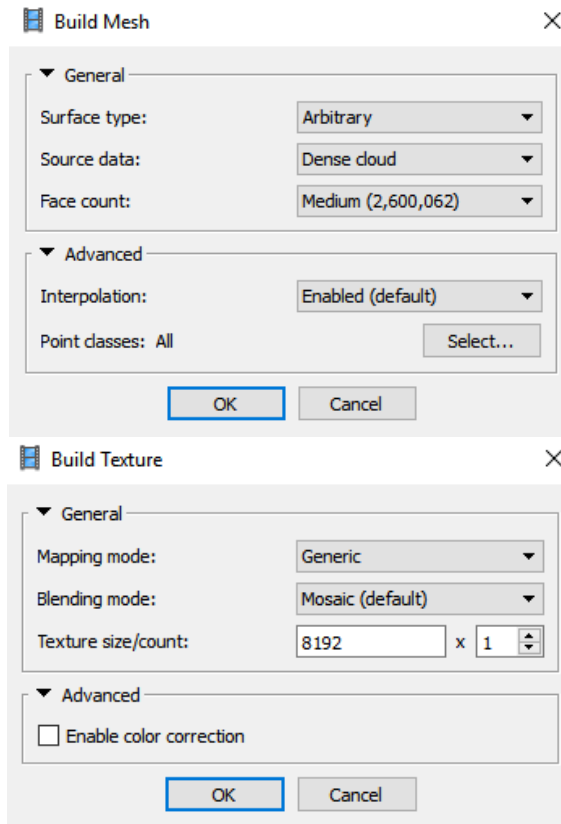 Build Mesh
General
Surface type: Arbitrary
Source data: Dense cloud
Face count: Medium (2,600,062)
Advanced
Interpolation: Enabled (default)
Point classes: All Select...
OK Cancel
Build Texture
General
Mapping mode: Generic
Blending mode: Mosaic (default)
Texture size/count: 8192 x 1
Advanced
Enable color correction
OK Cancel